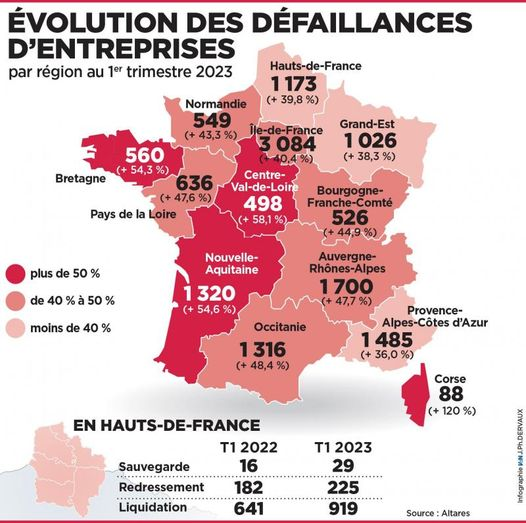 ÉVOLUTION DES DÉFAILLANCES
D'ENTREPRISES
par région au 1er trimestre 2023
Hauts-de-France
1 173
(+ 39,8 %)
Normandie
549
(+ 43,3 %)
Île-de-France
3 084
(+ 40,4 %)
Grand-Est
1 026
(+ 38,3 %)
560
(+ 54,3 %)
Bretagne
636
(+ 47,6 %)
Pays de la Loire
Centre-
Val-de-Loire
498
(+ 58,1 %)
Bourgogne-
Franche-Comté
526
(+ 44,9 %)
Nouvelle-
Aquitaine
1 320
(+ 54,6 %)
Auvergne-
Rhônes-Alpes
1 700
(+ 47,7 %)
plus de 50 %
de 40 % à 50 %
moins de 40 %
Occitanie
1 316
(+ 48,4 %)
Provence-
Alpes-Côtes d'Azur
1 485
(+ 36,0 %)
Corse
88
(+ 120 %)
EN HAUTS-DE-FRANCE
T1 2022 T1 2023
Sauvegarde 16 29
Redressement 182 225
Liquidation 641 919
Source : Altares
Infographie J.Ph.DERVAUX